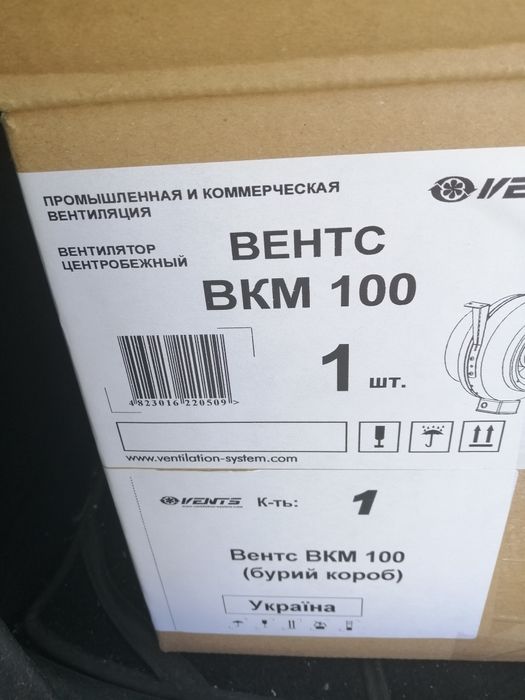 ПРОМЫШЛЕННАЯ И КОММЕРЧЕСКАЯ
ВЕНТИЛЯЦИЯ
ВЕНТИЛЯТОР
ЦЕНТРОБЕЖНЫЙ
ВЕНТС
ВКМ 100
1 шт.
4823016220509>
www.ventilation-system.com
VENTS К-ть: 1
Вентс ВКМ 100
(бурий короб)
Україна